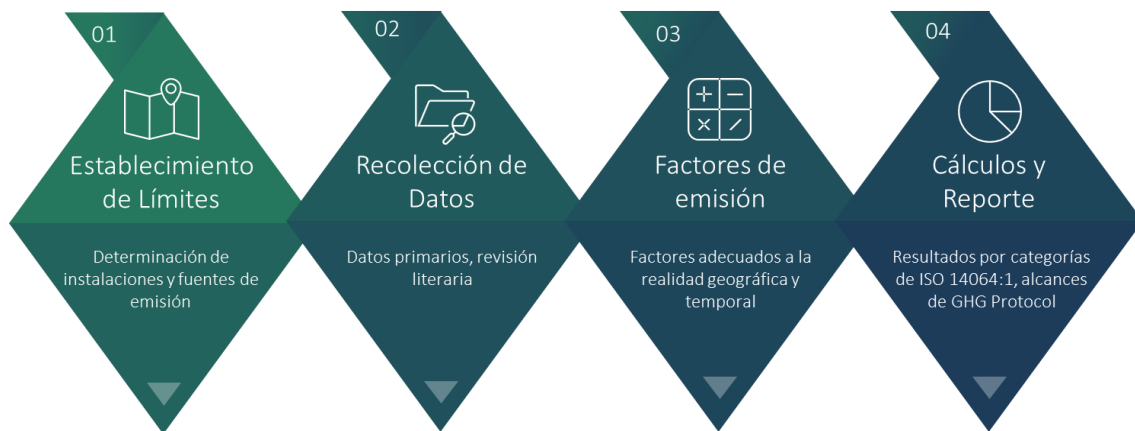 01
Establecimiento
de Límites
Determinación de
instalaciones y fuentes de
emisión
02
Recolección de
Datos
Datos primarios, revisión
literaria
03
Factores de
emisión
Factores adecuados a la
realidad geográfica y
temporal
04
Cálculos y
Reporte
Resultados por categorías
de ISO 14064:1, alcances
de GHG Protocol